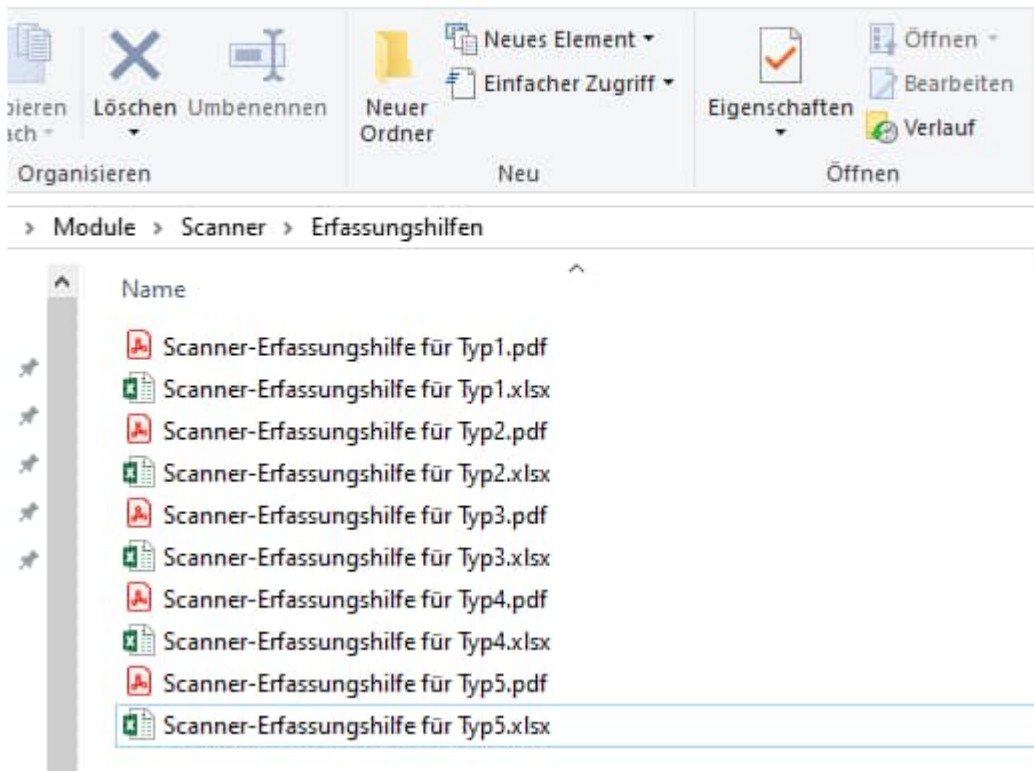 Neues Element
Öffnen
Einfacher Zugriff
Bearbeiten
Löschen Umbenennen
Neuer
Ordner
Eigenschaften
Verlauf
Organisieren
Neu
Öffnen
> Module > Scanner > Erfassungshilfen
Name
Scanner-Erfassungshilfe für Typ1.pdf
Scanner-Erfassungshilfe für Typ1.xlsx
Scanner-Erfassungshilfe für Typ2.pdf
Scanner-Erfassungshilfe für Typ2.xlsx
Scanner-Erfassungshilfe für Typ3.pdf
Scanner-Erfassungshilfe für Typ3.xlsx
Scanner-Erfassungshilfe für Typ4.pdf
Scanner-Erfassungshilfe für Typ4.xlsx
Scanner-Erfassungshilfe für Typ5.pdf
Scanner-Erfassungshilfe für Typ5.xlsx